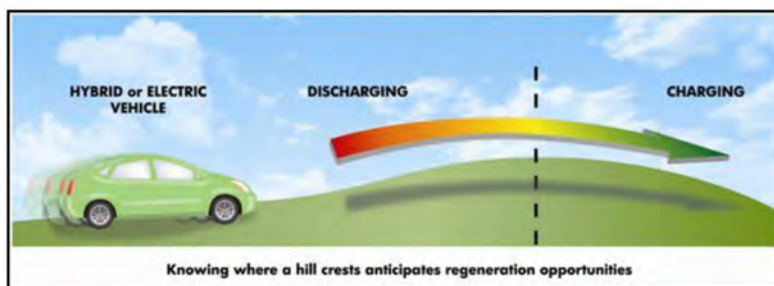 HYBRID or ELECTRIC
VEHICLE
DISCHARGING
CHARGING
Knowing where a hill crests anticipates regeneration opportunities